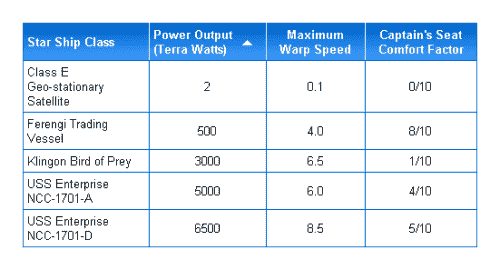 Star Ship Class
Power Output
(Terra Watts)
Maximum
Warp Speed
Captain's Seat
Comfort Factor
Class E
Geo-stationary
Satellite
2
0.1
0/10
Ferengi Trading
Vessel
500
4.0
8/10
Klingon Bird of Prey
3000
6.5
1/10
USS Enterprise
NCC-1701-A
5000
6.0
4/10
USS Enterprise
NCC-1701-D
6500
8.5
5/10